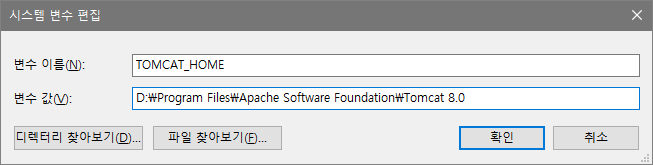 시스템 변수 편집
변수 이름(N): TOMCAT_HOME
변수 값(V): D:₩Program Files₩Apache Software Foundation₩Tomcat 8.0
디렉터리 찾아보기(D)... 파일 찾아보기(F)... 확인 취소